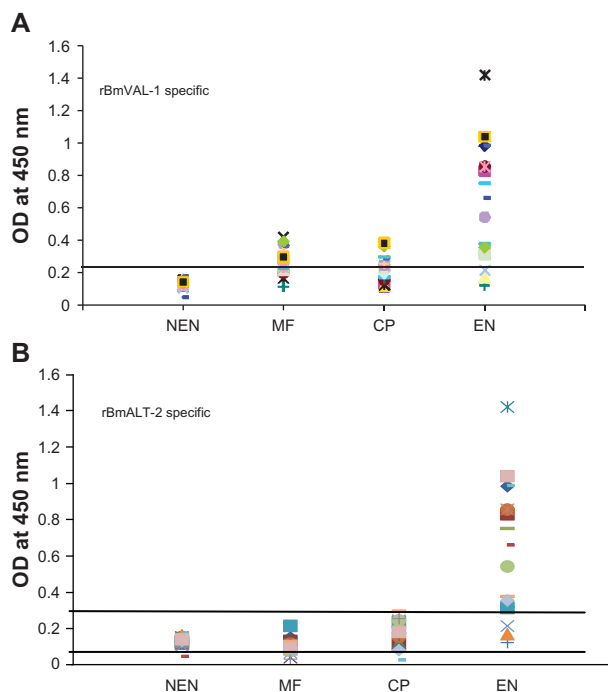 A
1.6
rBmVAL-1 specific
1.4
1.2
1
0.8
0.6
0.4
0.2
0
OD at 450 nm
NEN MF CP EN
B
1.6
rBmALT-2 specific
1.4
1.2
1
0.8
0.6
0.4
0.2
0
OD at 450 nm
NEN MF CP EN